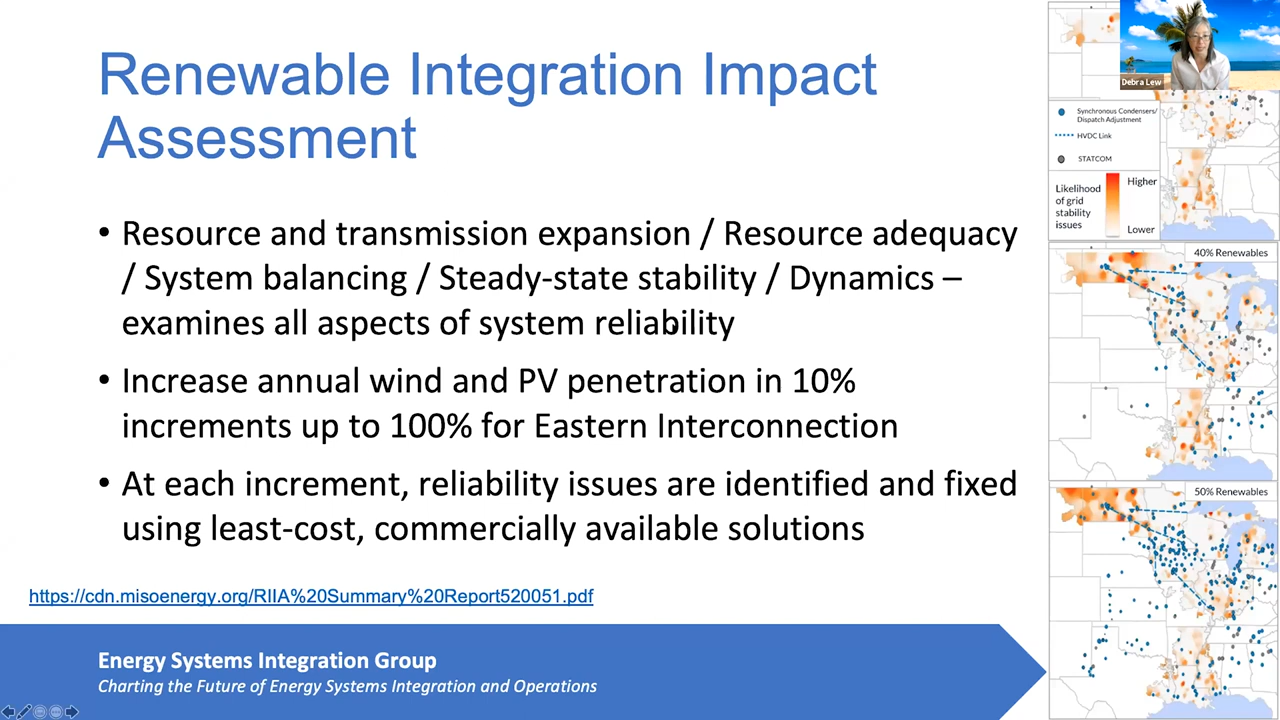 Renewable Integration Impact
Assessment
• Resource and transmission expansion / Resource adequacy
/ System balancing / Steady-state stability / Dynamics –
examines all aspects of system reliability
• Increase annual wind and PV penetration in 10%
increments up to 100% for Eastern Interconnection
• At each increment, reliability issues are identified and fixed
using least-cost, commercially available solutions
https://cdn.misoenergy.org/RIIA%20Summary%20Report520051.pdf
Energy Systems Integration Group
Charting the Future of Energy Systems Integration and Operations
Debra Lew
Synchronous Condensers/
Dispatch Adjustment
HVDC Link
STATCOM
Likelihood
of grid
stability
issues
Higher
Lower
40% Renewables
50% Renewables